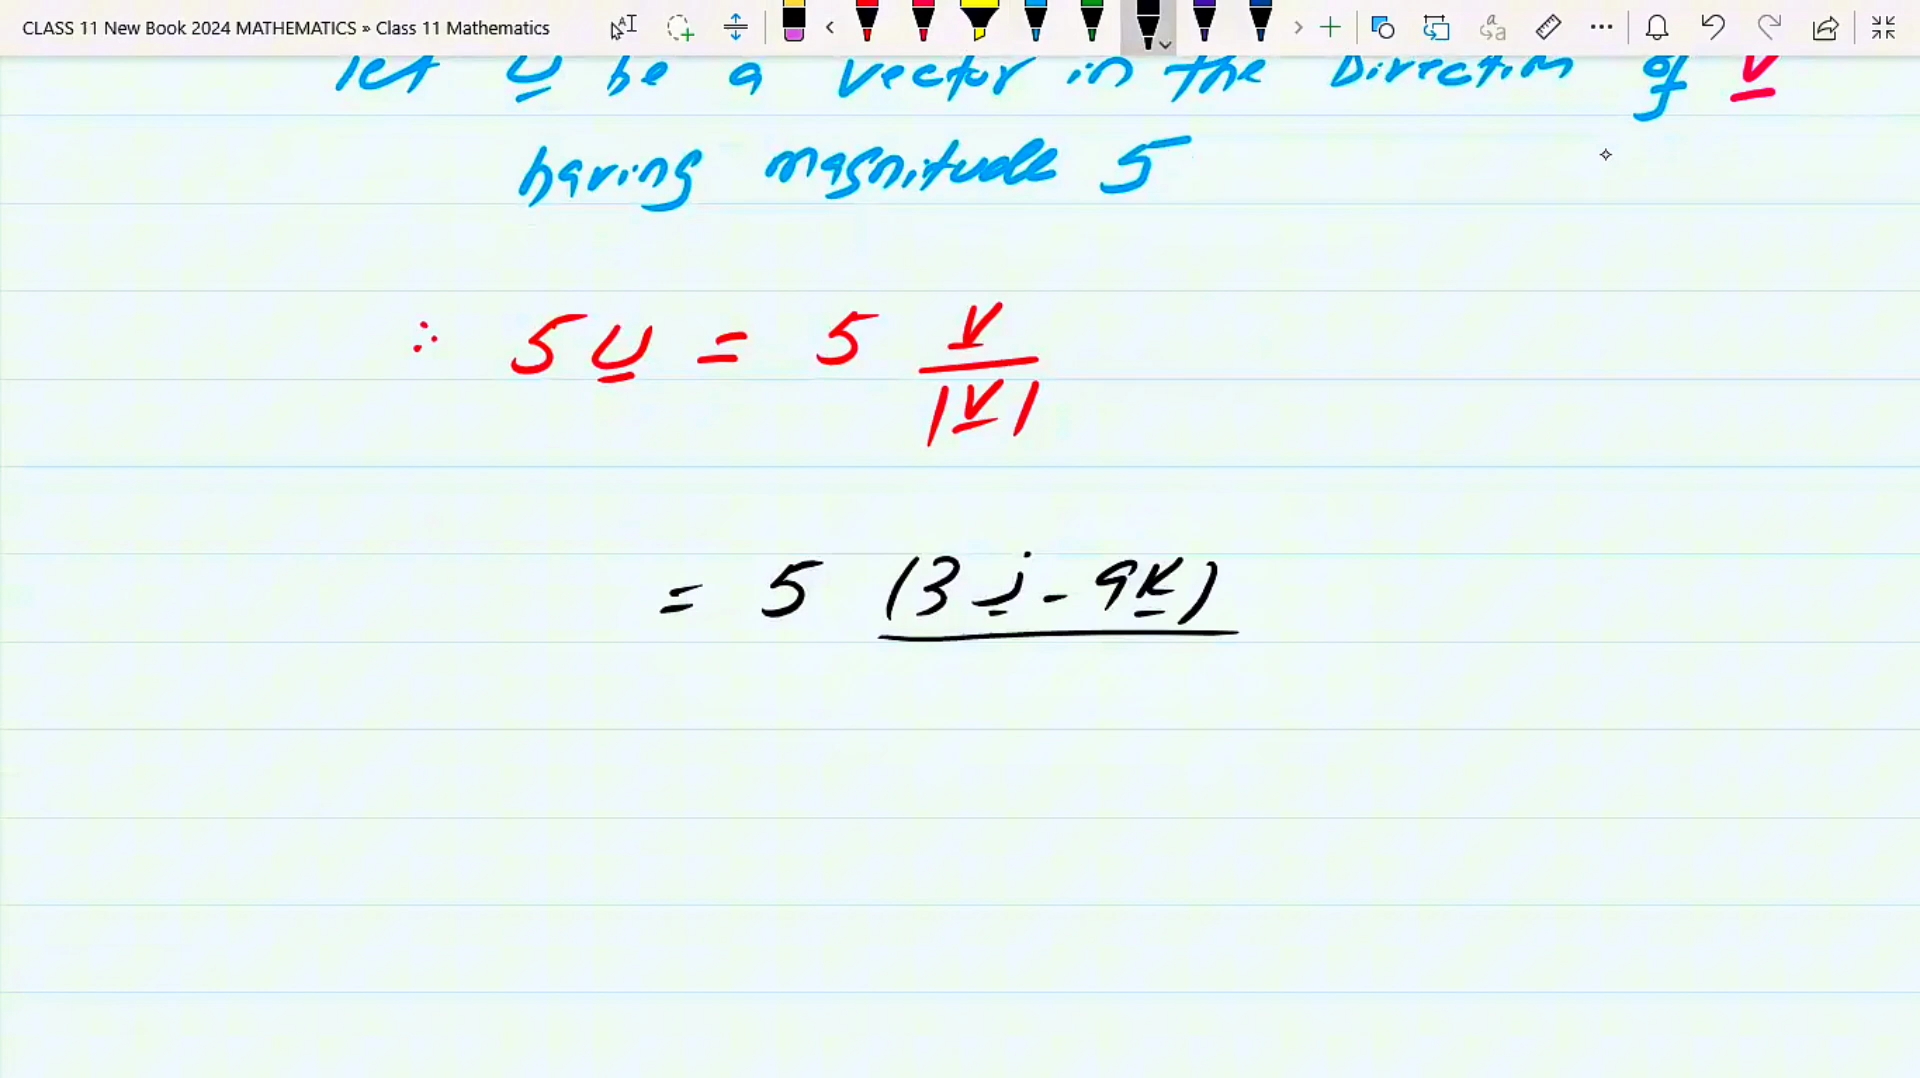 CLASS 11 New Book 2024 MATHEMATICS » Class 11 Mathematics
let u be a vector in the Direction of v
having magnitude 5
∴ 5u = 5 v/|v|
= 5 (3j - 9k)